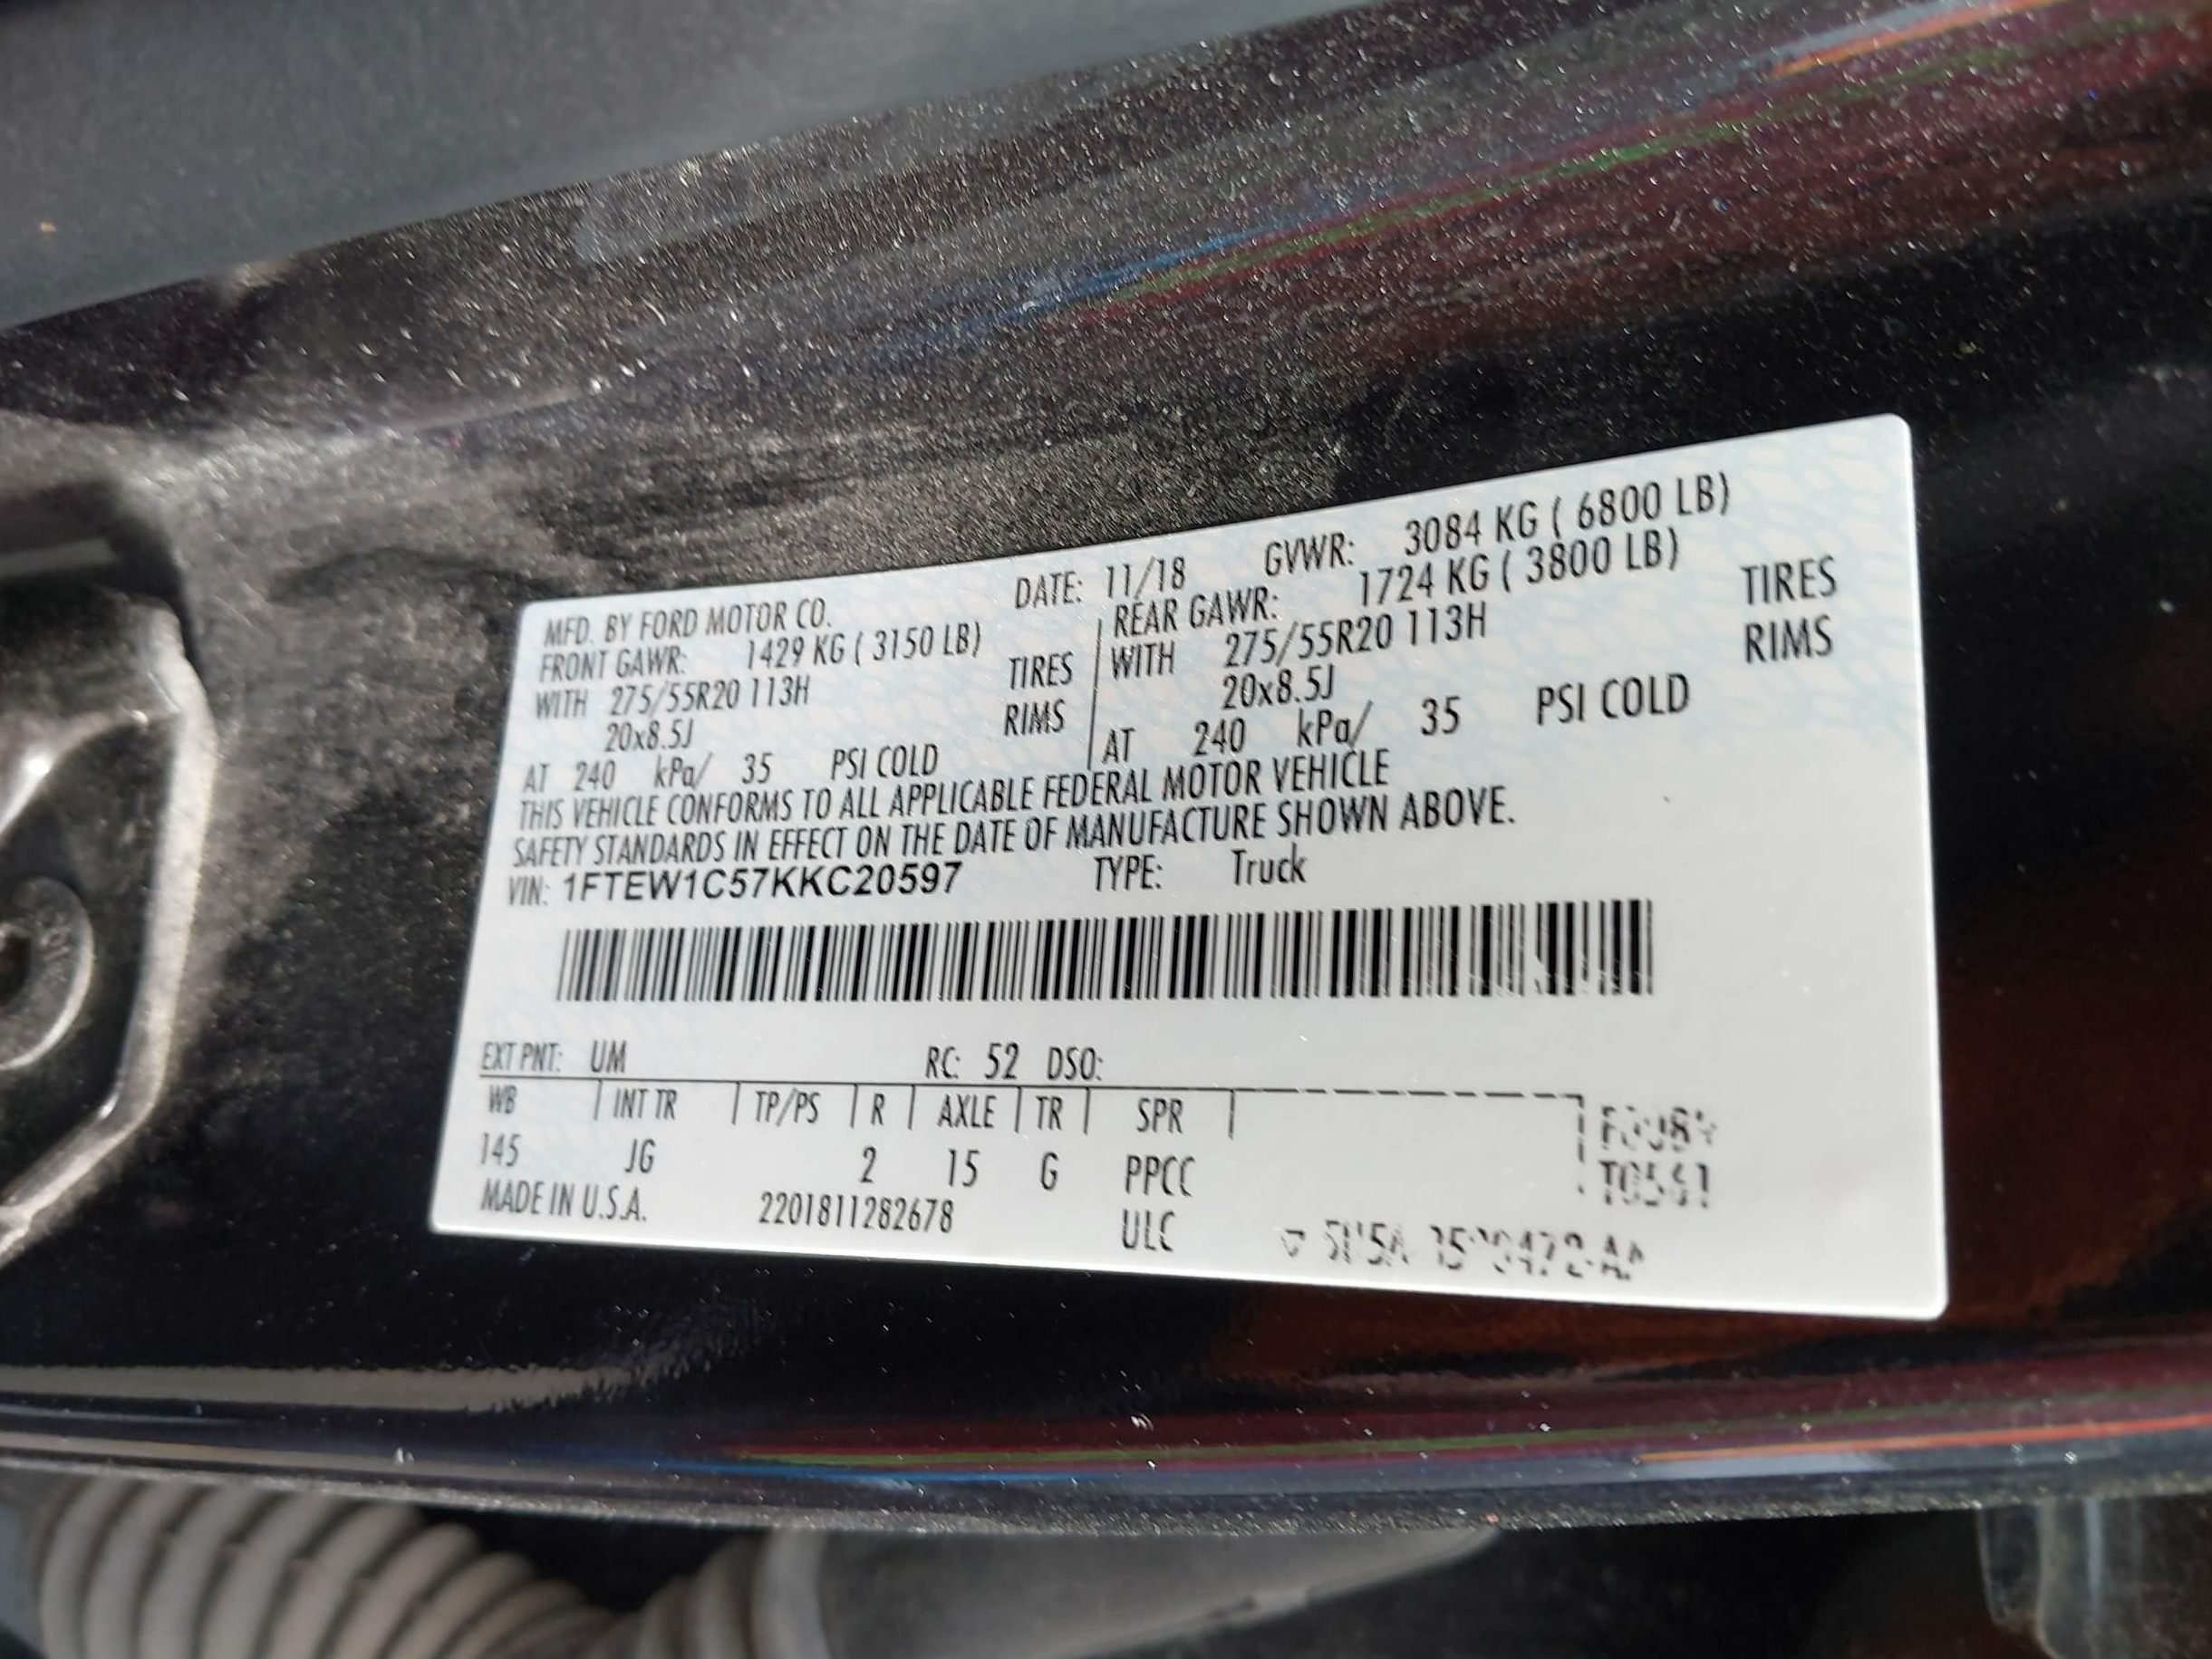 MFD. BY FORD MOTOR CO. DATE: 11/18 GVWR: 3084 KG ( 6800 LB)
FRONT GAWR: 1429 KG ( 3150 LB) REAR GAWR: 1724 KG ( 3800 LB)
WITH 275/55R20 113H TIRES WITH 275/55R20 113H TIRES
20x8.5J RIMS 20x8.5J RIMS
AT 240 kPa/ 35 PSI COLD AT 240 kPa/ 35 PSI COLD
THIS VEHICLE CONFORMS TO ALL APPLICABLE FEDERAL MOTOR VEHICLE
SAFETY STANDARDS IN EFFECT ON THE DATE OF MANUFACTURE SHOWN ABOVE.
VIN: 1FTEW1C57KKC20597 TYPE: Truck
EXT PNT: UM RC: 52 DSO:
WB INT TR TP/PS R AXLE TR SPR
145 JG 2 15 G PPCC
MADE IN U.S.A. 2201811282678 ULC